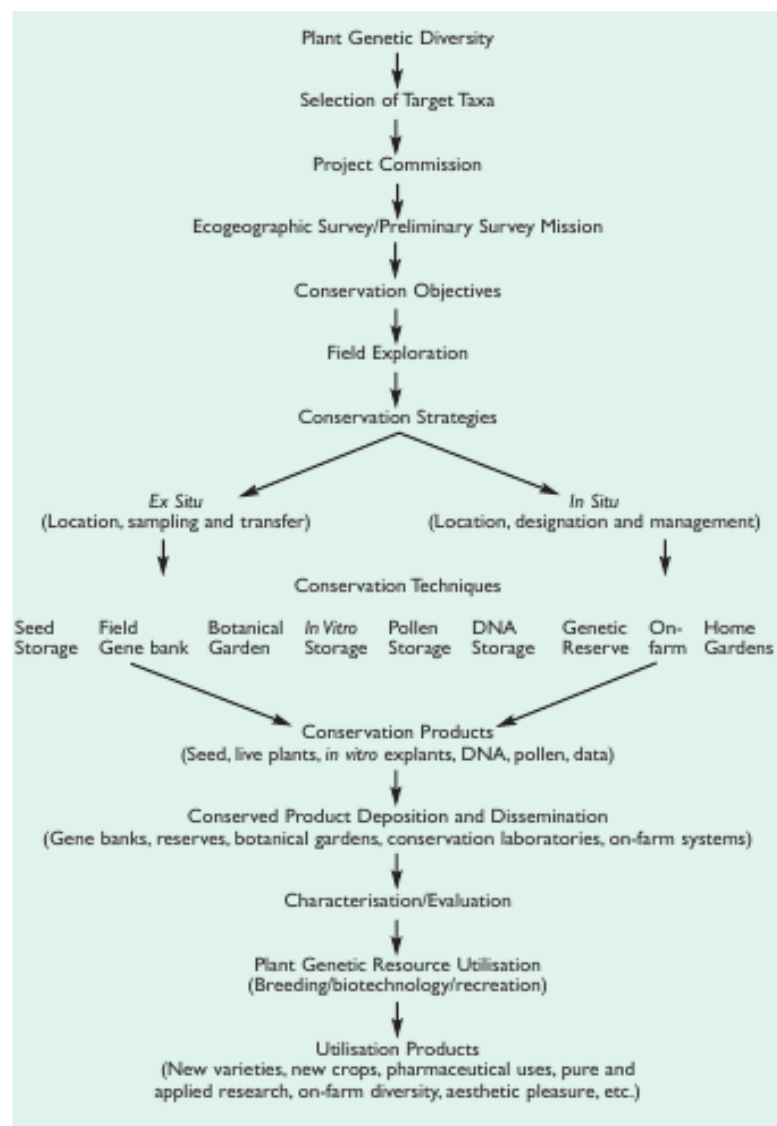 Plant Genetic Diversity
Selection of Target Taxa
Project Commission
Ecogeographic Survey/Preliminary Survey Mission
Conservation Objectives
Field Exploration
Conservation Strategies
Ex Situ
(Location, sampling and transfer)
In Situ
(Location, designation and management)
Conservation Techniques
Seed
Storage
Field
Gene bank
Botanical
Garden
In Vitro
Storage
Pollen
Storage
DNA
Storage
Genetic
Reserve
On-
farm
Home
Gardens
Conservation Products
(Seed, live plants, in vitro explants, DNA, pollen, data)
Conserved Product Deposition and Dissemination
(Gene banks, reserves, botanical gardens, conservation laboratories, on-farm systems)
Characterisation/Evaluation
Plant Genetic Resource Utilisation
(Breeding/biotechnology/recreation)
Utilisation Products
(New varieties, new crops, pharmaceutical uses, pure and
applied research, on-farm diversity, aesthetic pleasure, etc.)